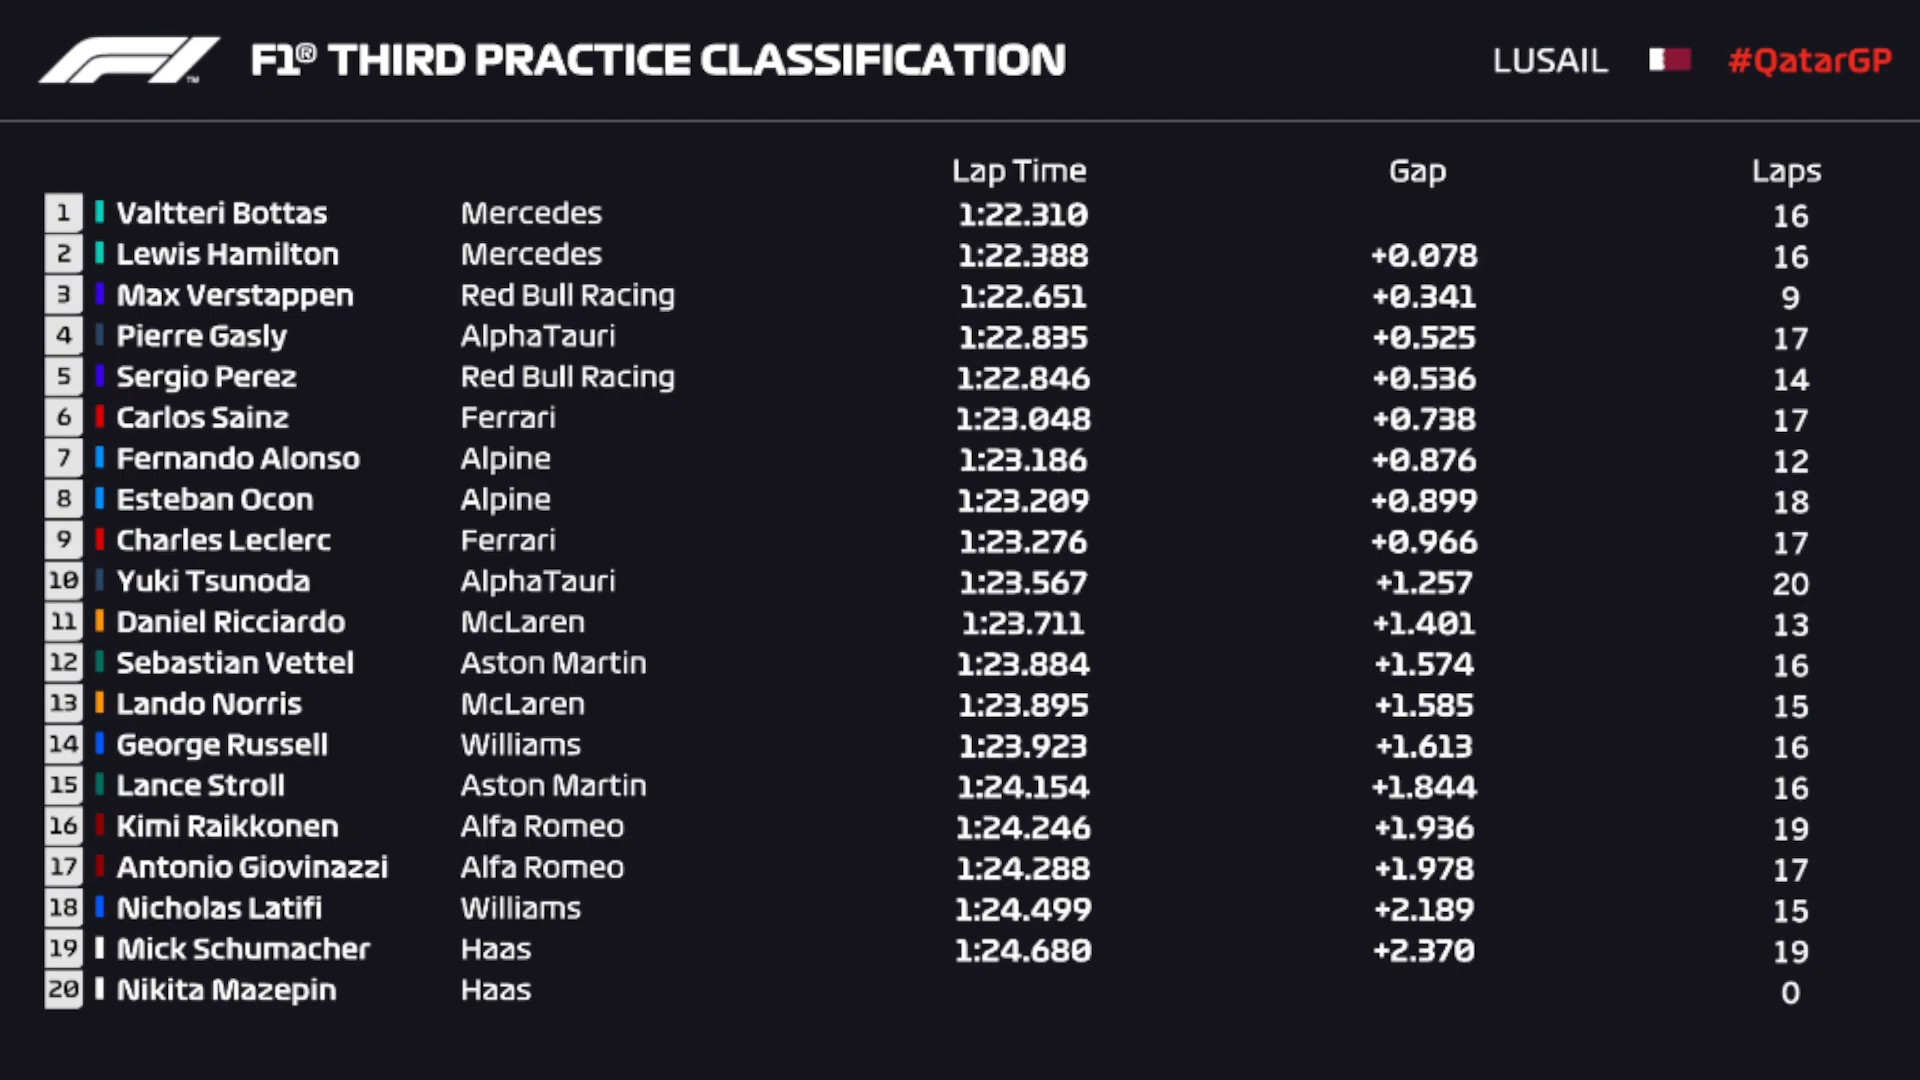 F1™ F1® THIRD PRACTICE CLASSIFICATION LUSAIL #QatarGP
Lap Time Gap Laps
1 Valtteri Bottas Mercedes 1:22.310 16
2 Lewis Hamilton Mercedes 1:22.388 +0.078 16
3 Max Verstappen Red Bull Racing 1:22.651 +0.341 9
4 Pierre Gasly AlphaTauri 1:22.835 +0.525 17
5 Sergio Perez Red Bull Racing 1:22.846 +0.536 14
6 Carlos Sainz Ferrari 1:23.048 +0.738 17
7 Fernando Alonso Alpine 1:23.186 +0.876 12
8 Esteban Ocon Alpine 1:23.209 +0.899 18
9 Charles Leclerc Ferrari 1:23.276 +0.966 17
10 Yuki Tsunoda AlphaTauri 1:23.567 +1.257 20
11 Daniel Ricciardo McLaren 1:23.711 +1.401 13
12 Sebastian Vettel Aston Martin 1:23.884 +1.574 16
13 Lando Norris McLaren 1:23.895 +1.585 15
14 George Russell Williams 1:23.923 +1.613 16
15 Lance Stroll Aston Martin 1:24.154 +1.844 16
16 Kimi Raikkonen Alfa Romeo 1:24.246 +1.936 19
17 Antonio Giovinazzi Alfa Romeo 1:24.288 +1.978 17
18 Nicholas Latifi Williams 1:24.499 +2.189 15
19 Mick Schumacher Haas 1:24.680 +2.370 19
20 Nikita Mazepin Haas 0